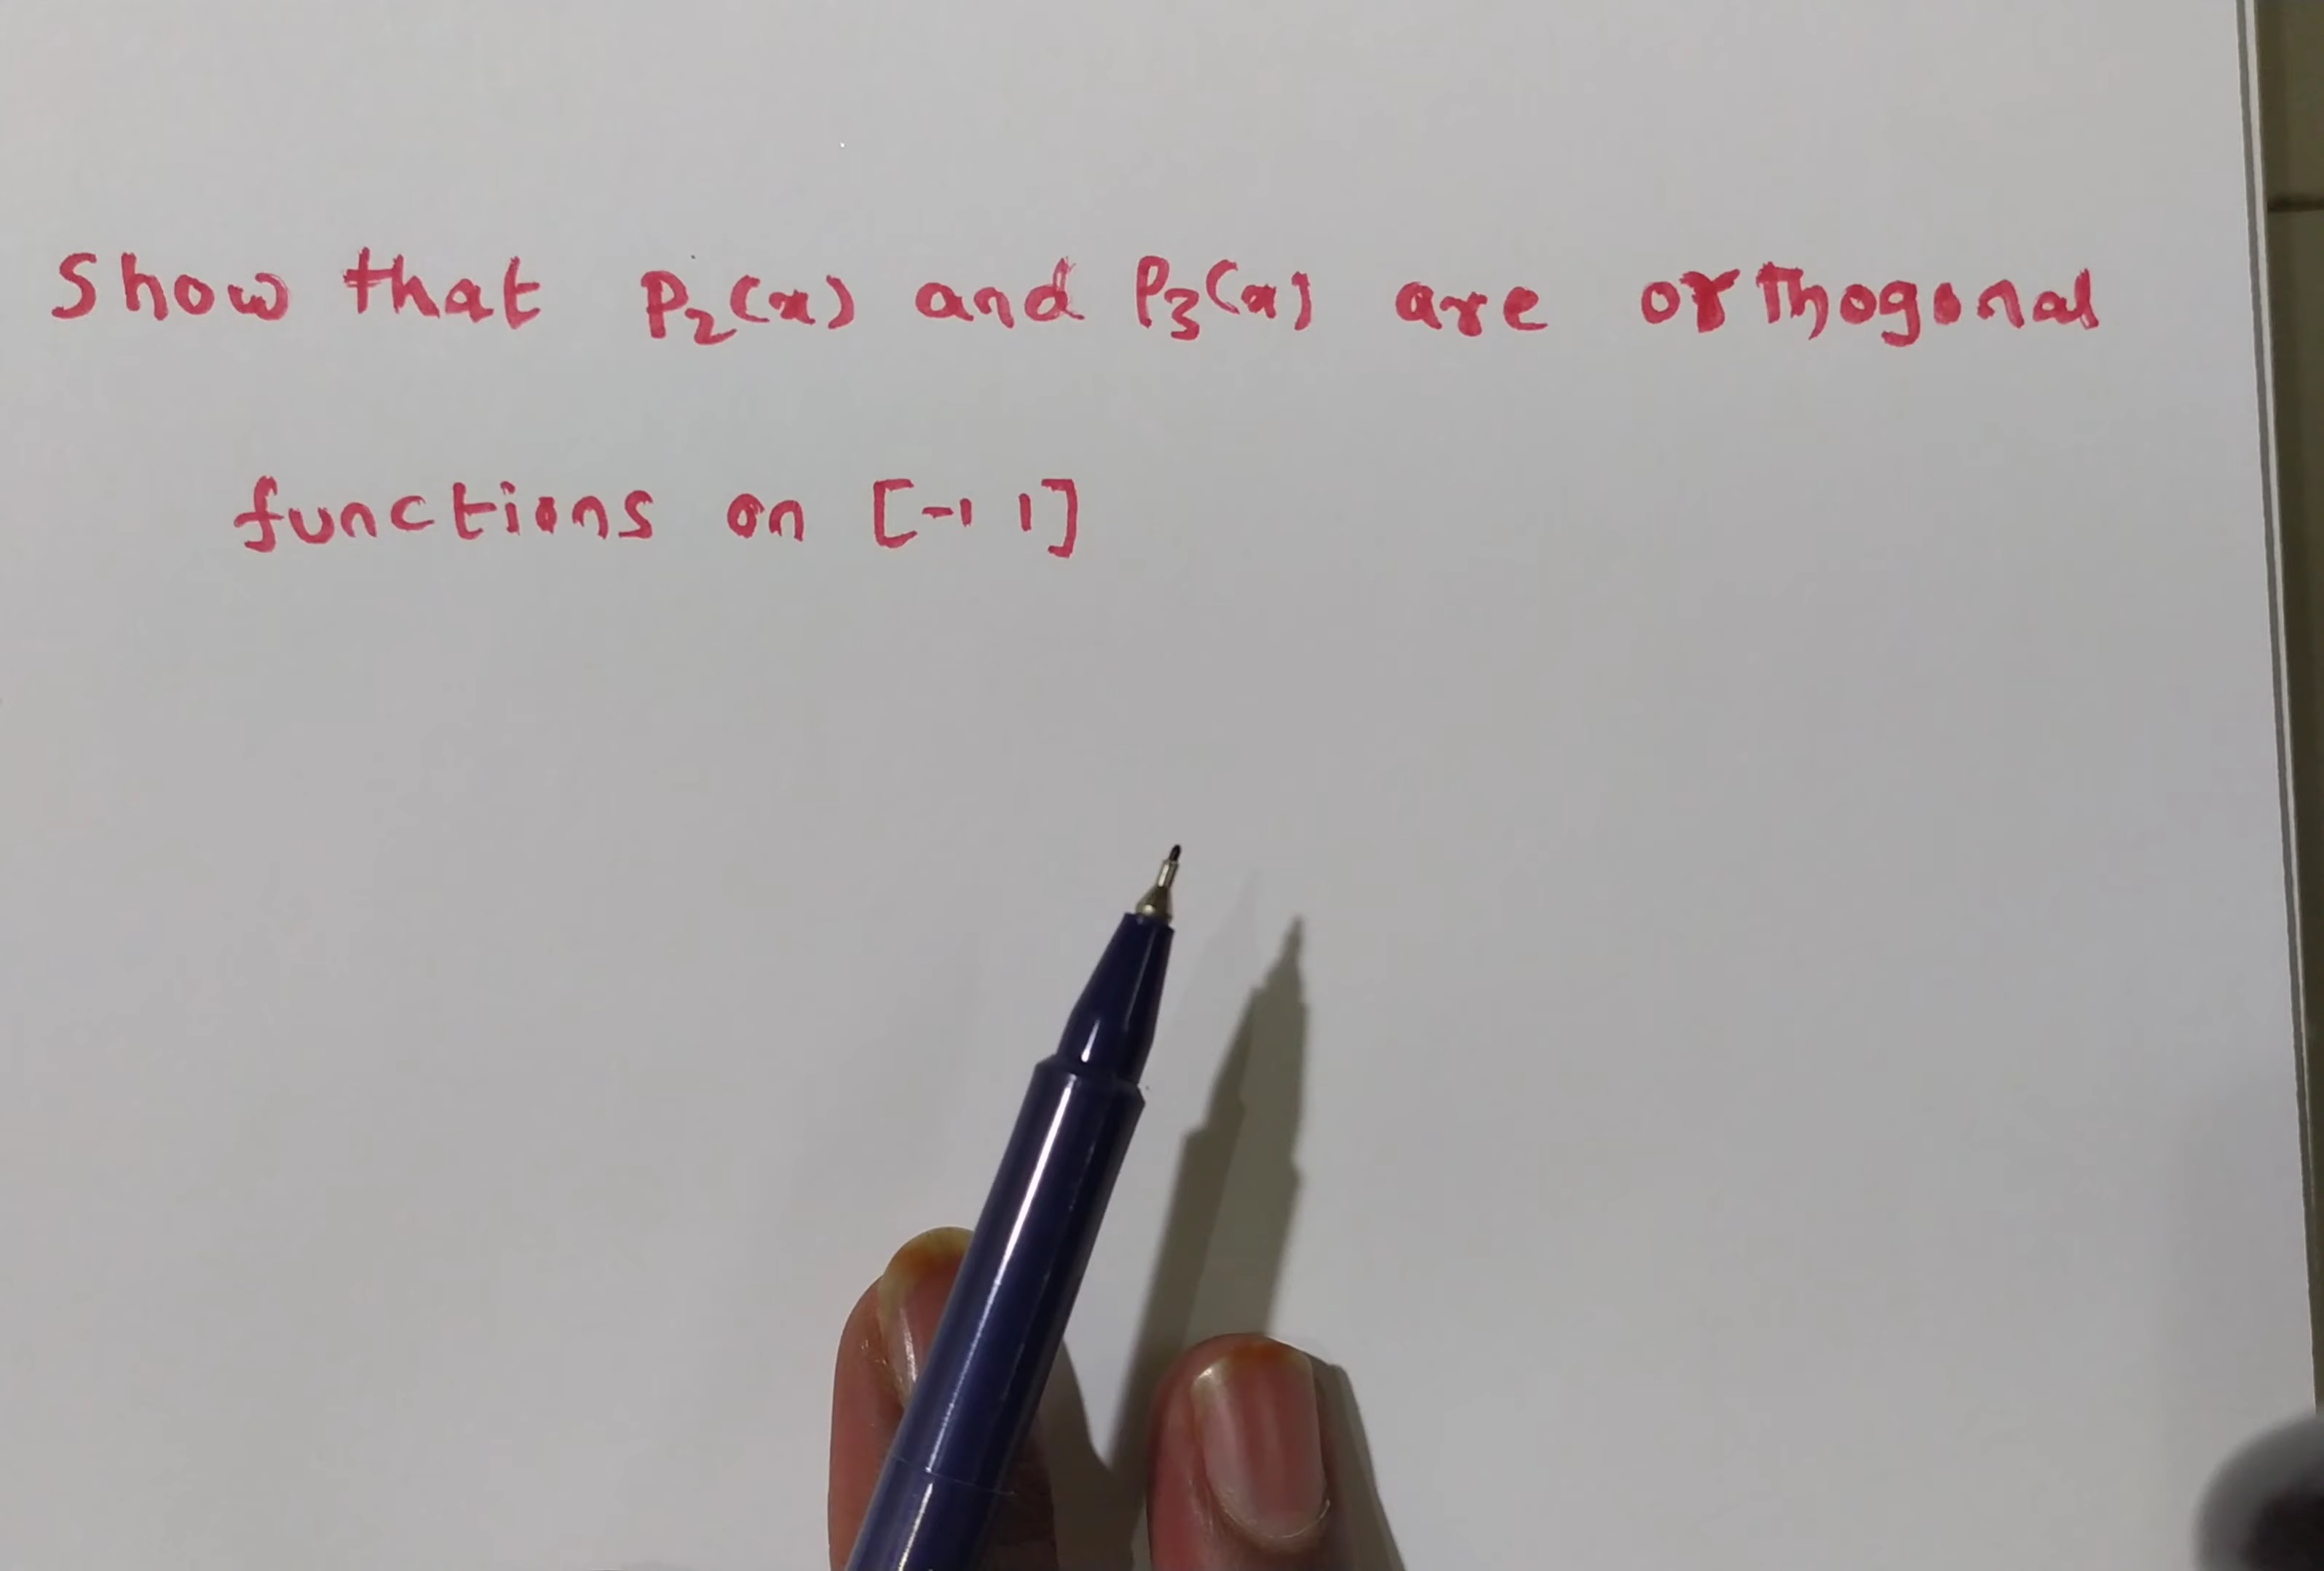 Show that P₂(x) and P₃(x) are orthogonal
functions on [-1 1]